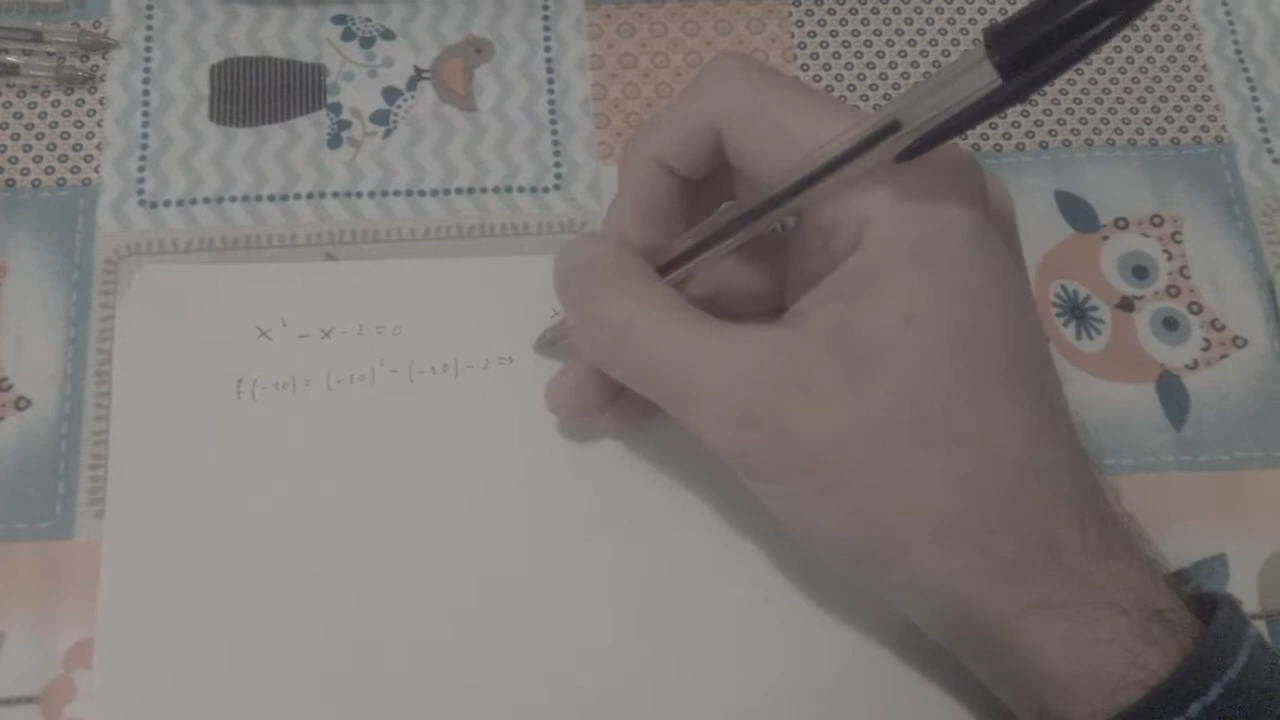 x² - x - 2 = 0
f(-10) = (-10)² - (-10) - 2 =>